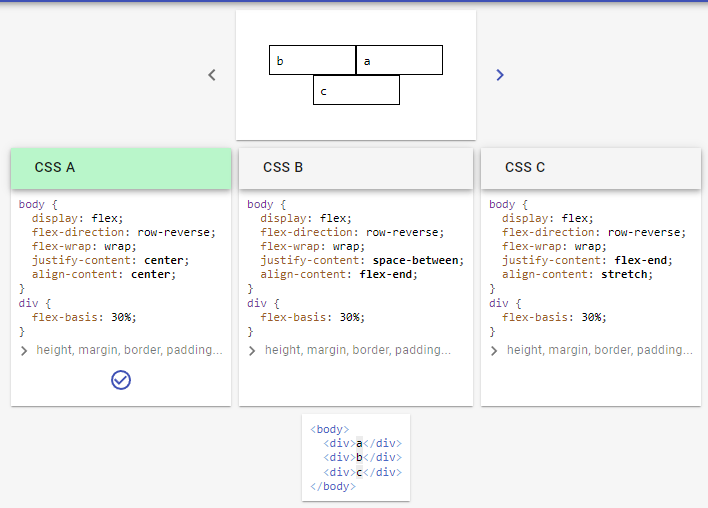 b
a
c
CSS A
body {
display: flex;
flex-direction: row-reverse;
flex-wrap: wrap;
justify-content: center;
align-content: center;
}
div {
flex-basis: 30%;
}
height, margin, border, padding...
CSS B
body {
display: flex;
flex-direction: row-reverse;
flex-wrap: wrap;
justify-content: space-between;
align-content: flex-end;
}
div {
flex-basis: 30%;
}
height, margin, border, padding...
CSS C
body {
display: flex;
flex-direction: row-reverse;
flex-wrap: wrap;
justify-content: flex-end;
align-content: stretch;
}
div {
flex-basis: 30%;
}
height, margin, border, padding...
<body>
<div>a</div>
<div>b</div>
<div>c</div>
</body>